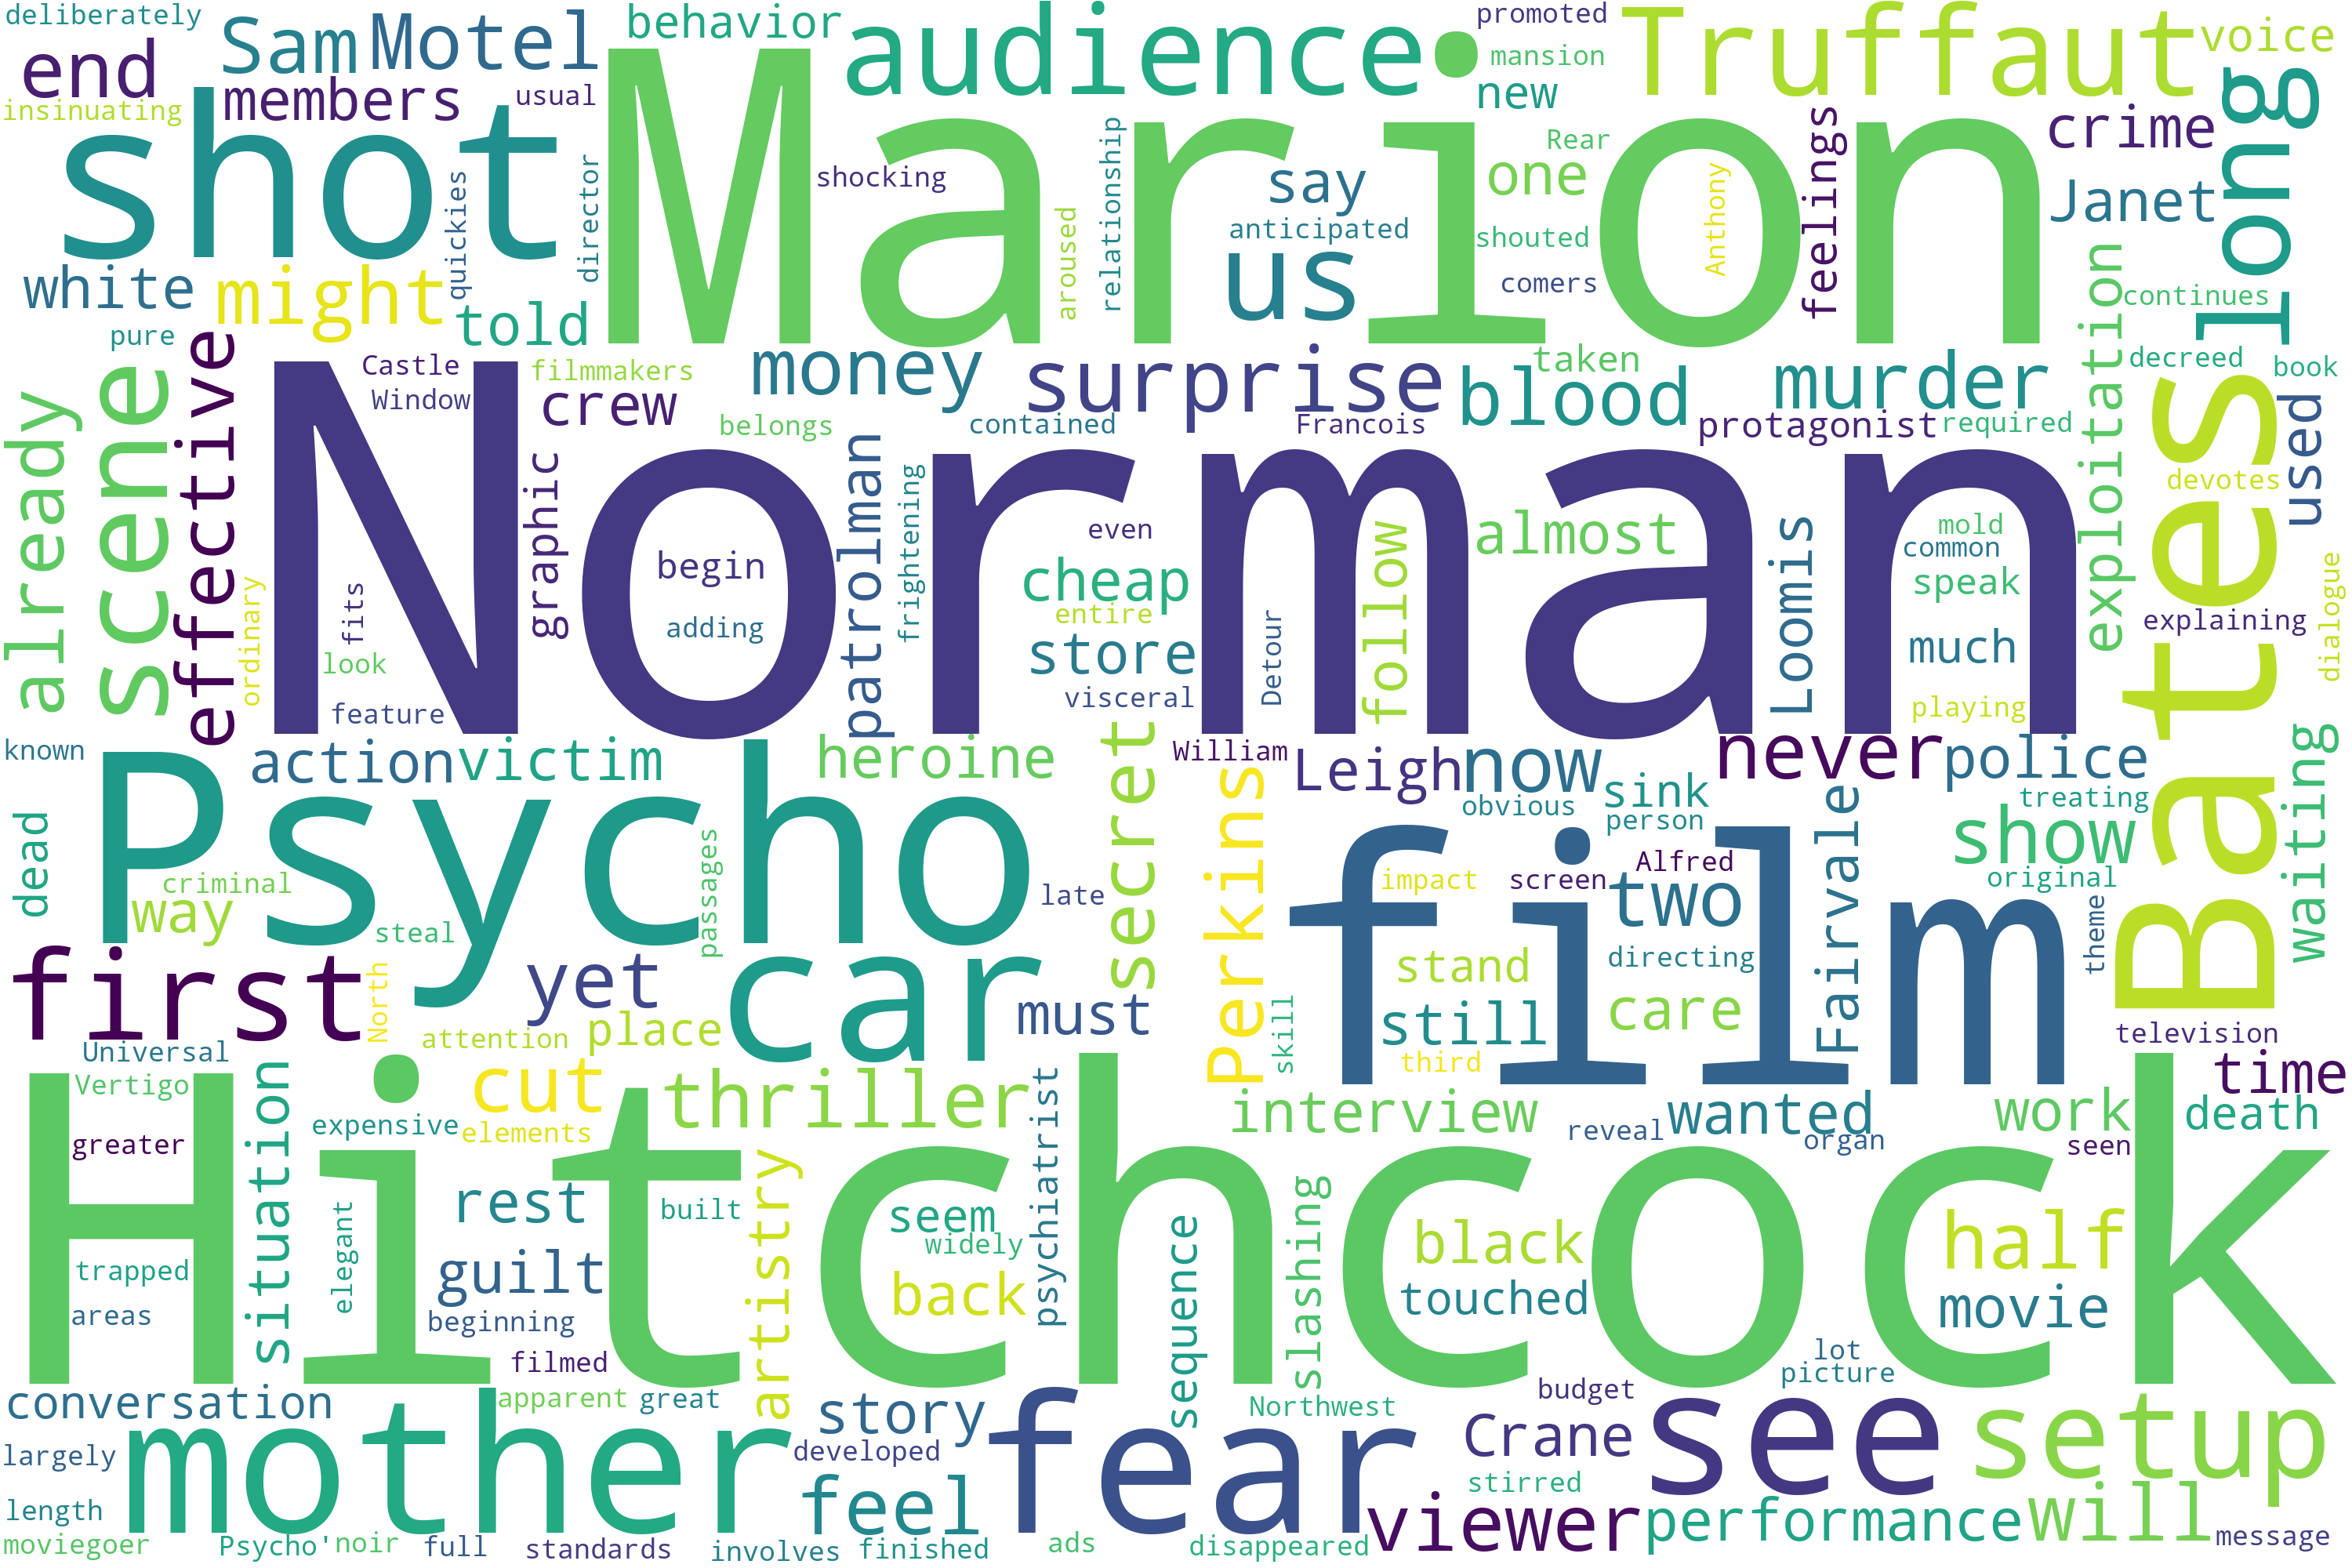 deliberately
end
Sam
Motel
behavior
audience
promoted
Truffaut
voice
mansion
insinuating
members
usual
new
long
crime
shot
Marion
shocking
quickies
director
relationship
aroused
say
anticipated
us
one
Rear
shouted
comers
Anthony
feelings
Janet
white
might
told
pure
exploitation
continues
already
scene
effective
Castle
Window
filmmakers
crew
money
surprise
taken
blood
murder
decreed
book
belongs
contained
Francois
protagonist
required
used
Norman
graphic
patrolman
frightening
begin
adding
even
cheap
entire
store
visceral
Detour
follow
almost
Loomis
mold
common
speak
much
playing
devotes
Bates
explaining
dialogue
ordinary
fits
look
feature
known
Psycho
action
victim
heroine
secret
William
Leigh
now
never
police
waiting
obvious
sink
person
treating
show
original
dead
criminal
way
steal
passages
late
Perkins
film
impact
screen
Alfred
two
Fairvale
theme
directing
first
North
yet
car
must
stand
still
care
third
skill
television
time
attention
place
Universal
Vertigo
greater
situation
expensive
cut
elements
thriller
psychiatrist
interview
wanted
reveal
organ
work
death
seen
Hitchcock
trapped
areas
elegant
rest
guilt
beginning
filmed
built
artistry
seem
widely
back
sequence
slashing
black
touched
half
movie
lot
picture
conversation
apparent
great
mother
story
developed
fear
Northwest
budget
Crane
see
setup
largely
length
feel
stirred
viewer
performance
will
moviegoer
Psycho'
noir
full
standards
involves
finished
ads
disappeared
message